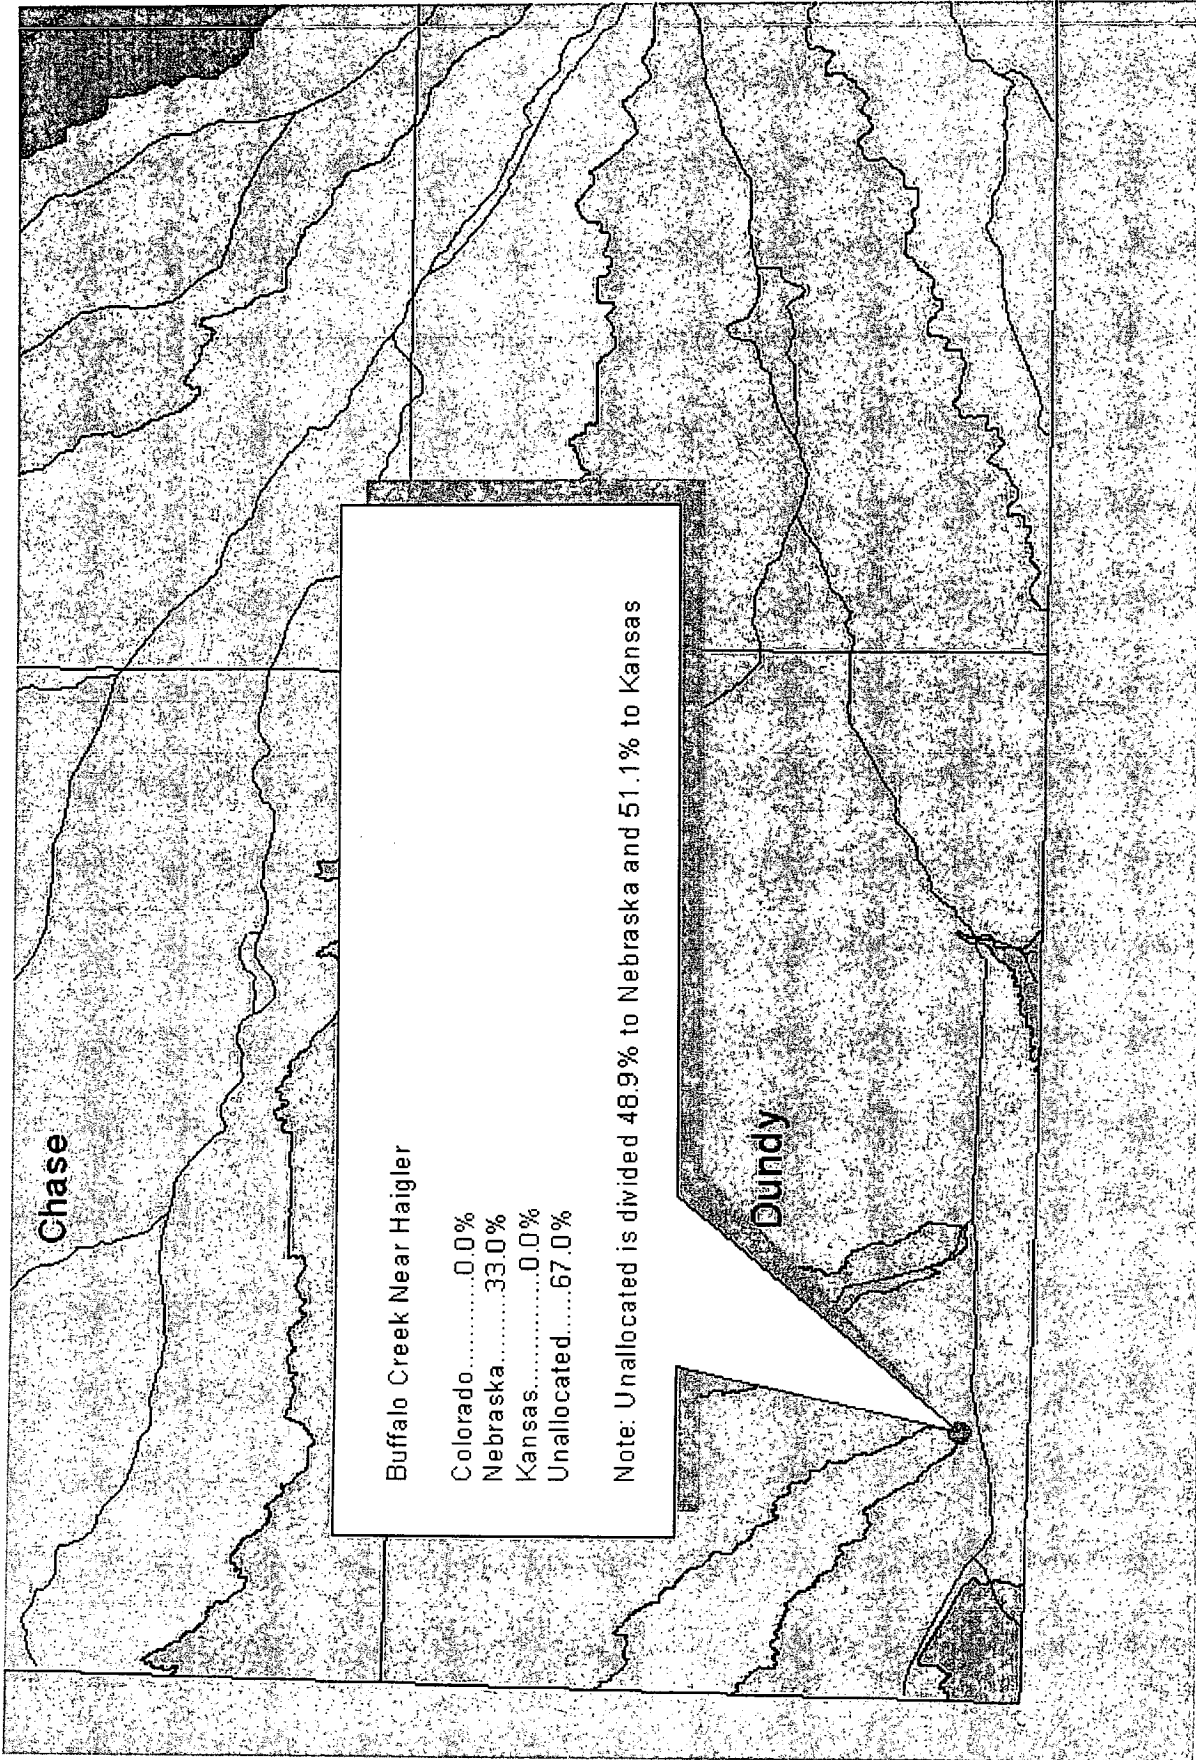 Chase
Buffalo Creek Near Haigler
Colorado...........0.0%
Nebraska.........33.0%
Kansas..............0.0%
Unallocated.....67.0%
Note: Unallocated is divided 48.9% to Nebraska and 51.1% to Kansas
Dundy